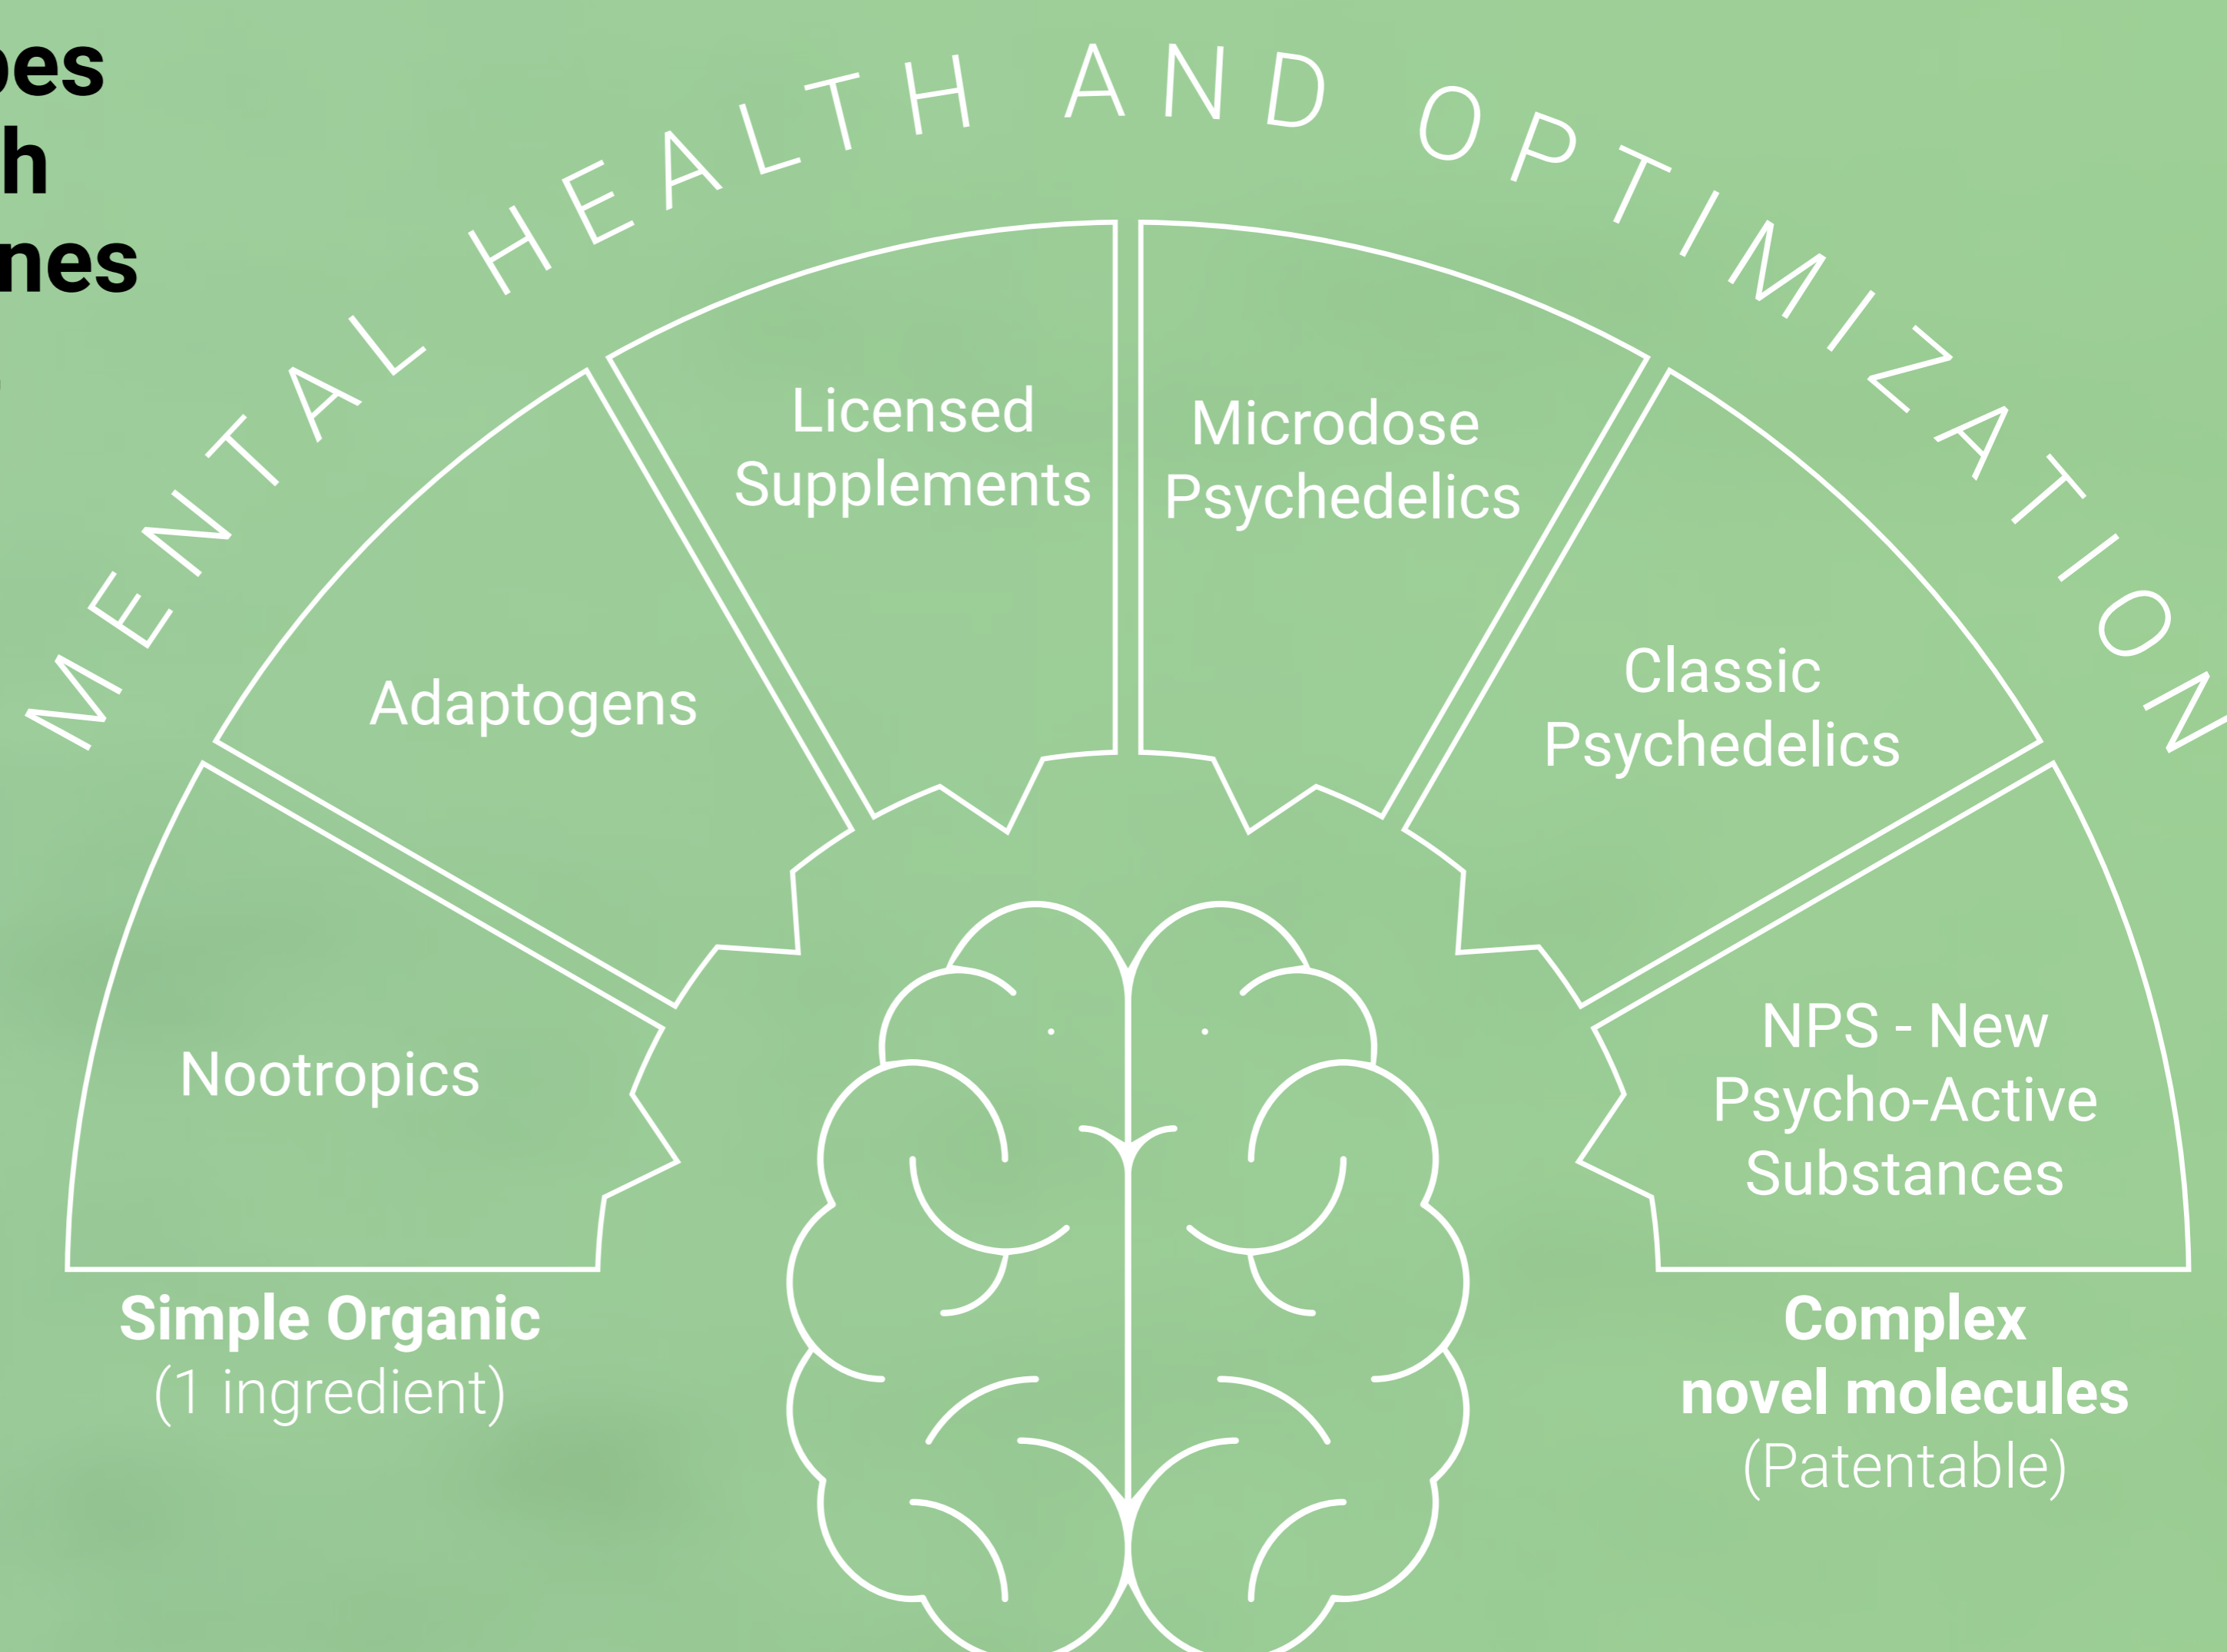 MENTAL HEALTH AND OPTIMIZATION
Nootropics
Adaptogens
Licensed
Supplements
Microdose
Psychedelics
Classic
Psychedelics
NPS - New
Psycho-Active
Substances
Simple Organic
(1 ingredient)
Complex
novel molecules
(Patentable)